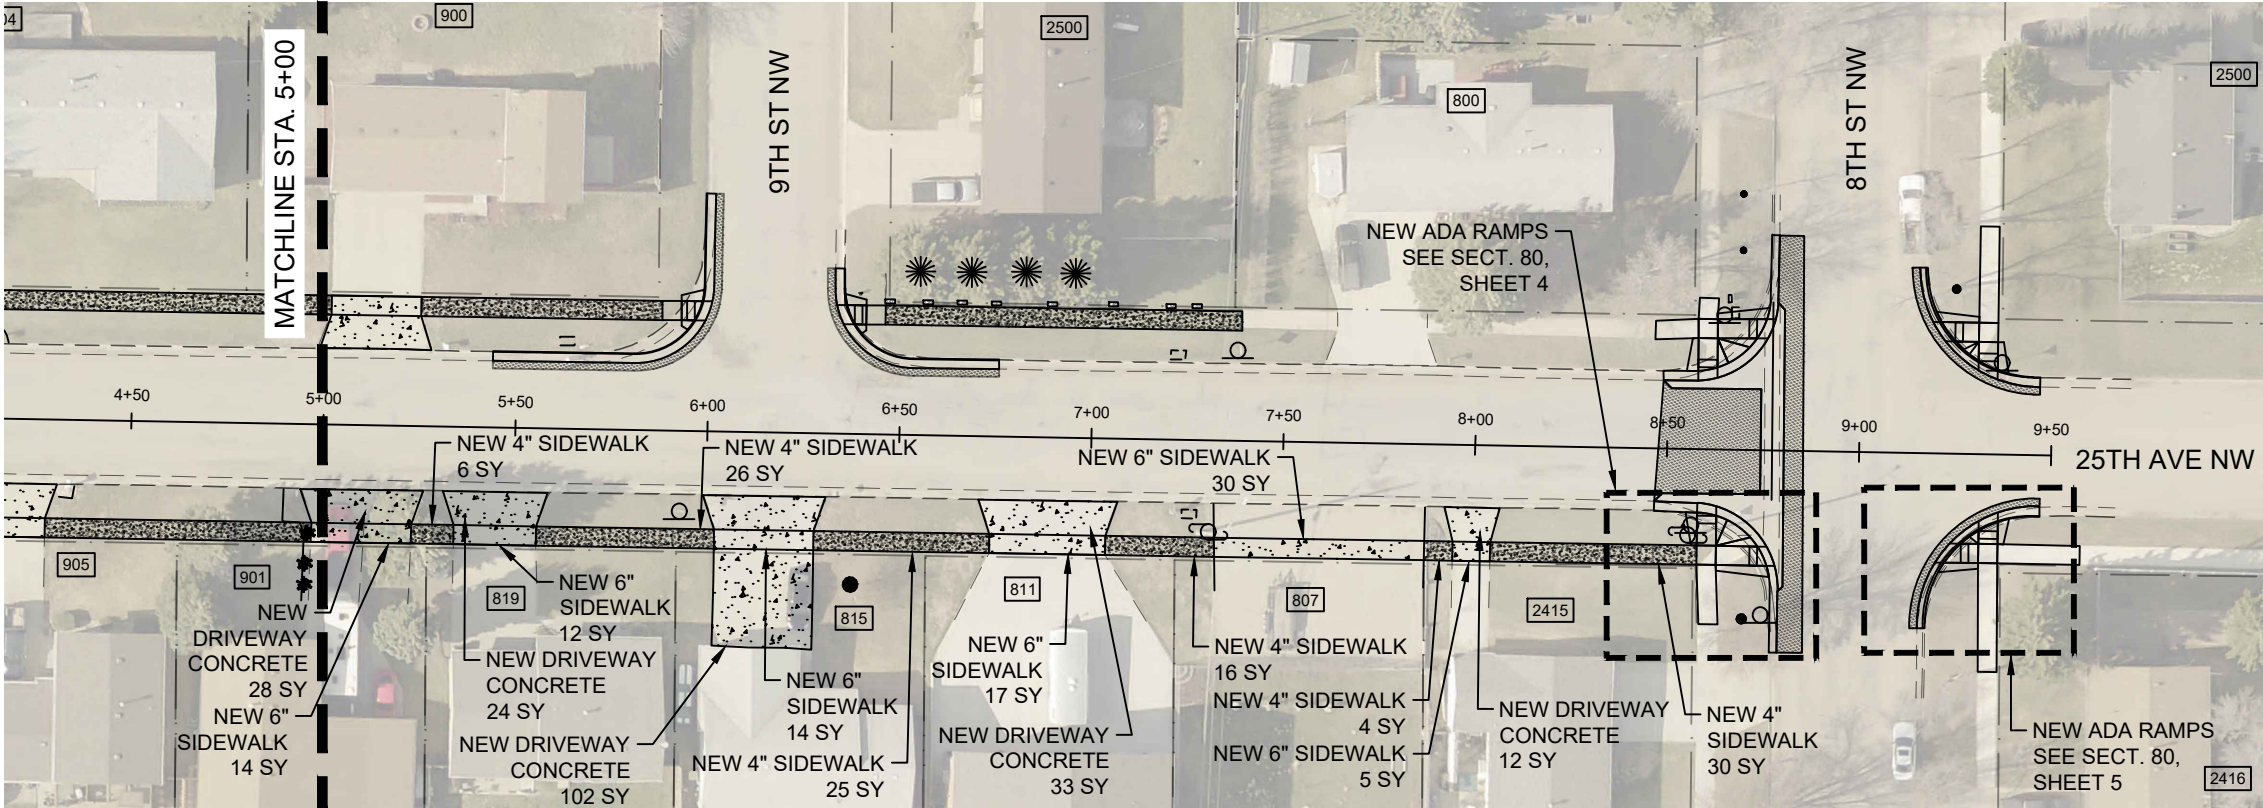 04
900
2500
800
2500
MATCHLINE STA. 5+00
9TH ST NW
8TH ST NW
NEW ADA RAMPS
SEE SECT. 80,
SHEET 4
4+50
5+00
5+50
6+00
6+50
7+00
7+50
8+00
8+50
9+00
9+50
25TH AVE NW
NEW 4" SIDEWALK
6 SY
NEW 4" SIDEWALK
26 SY
NEW 6" SIDEWALK
30 SY
905
901
819
815
811
807
2415
NEW
DRIVEWAY
CONCRETE
28 SY
NEW 6"
SIDEWALK
14 SY
NEW 6"
SIDEWALK
12 SY
NEW DRIVEWAY
CONCRETE
24 SY
NEW DRIVEWAY
CONCRETE
102 SY
NEW 6"
SIDEWALK
14 SY
NEW 4" SIDEWALK
25 SY
NEW 6"
SIDEWALK
17 SY
NEW DRIVEWAY
CONCRETE
33 SY
NEW 4" SIDEWALK
16 SY
NEW 4" SIDEWALK
4 SY
NEW 6" SIDEWALK
5 SY
NEW DRIVEWAY
CONCRETE
12 SY
NEW 4"
SIDEWALK
30 SY
NEW ADA RAMPS
SEE SECT. 80,
SHEET 5
2416